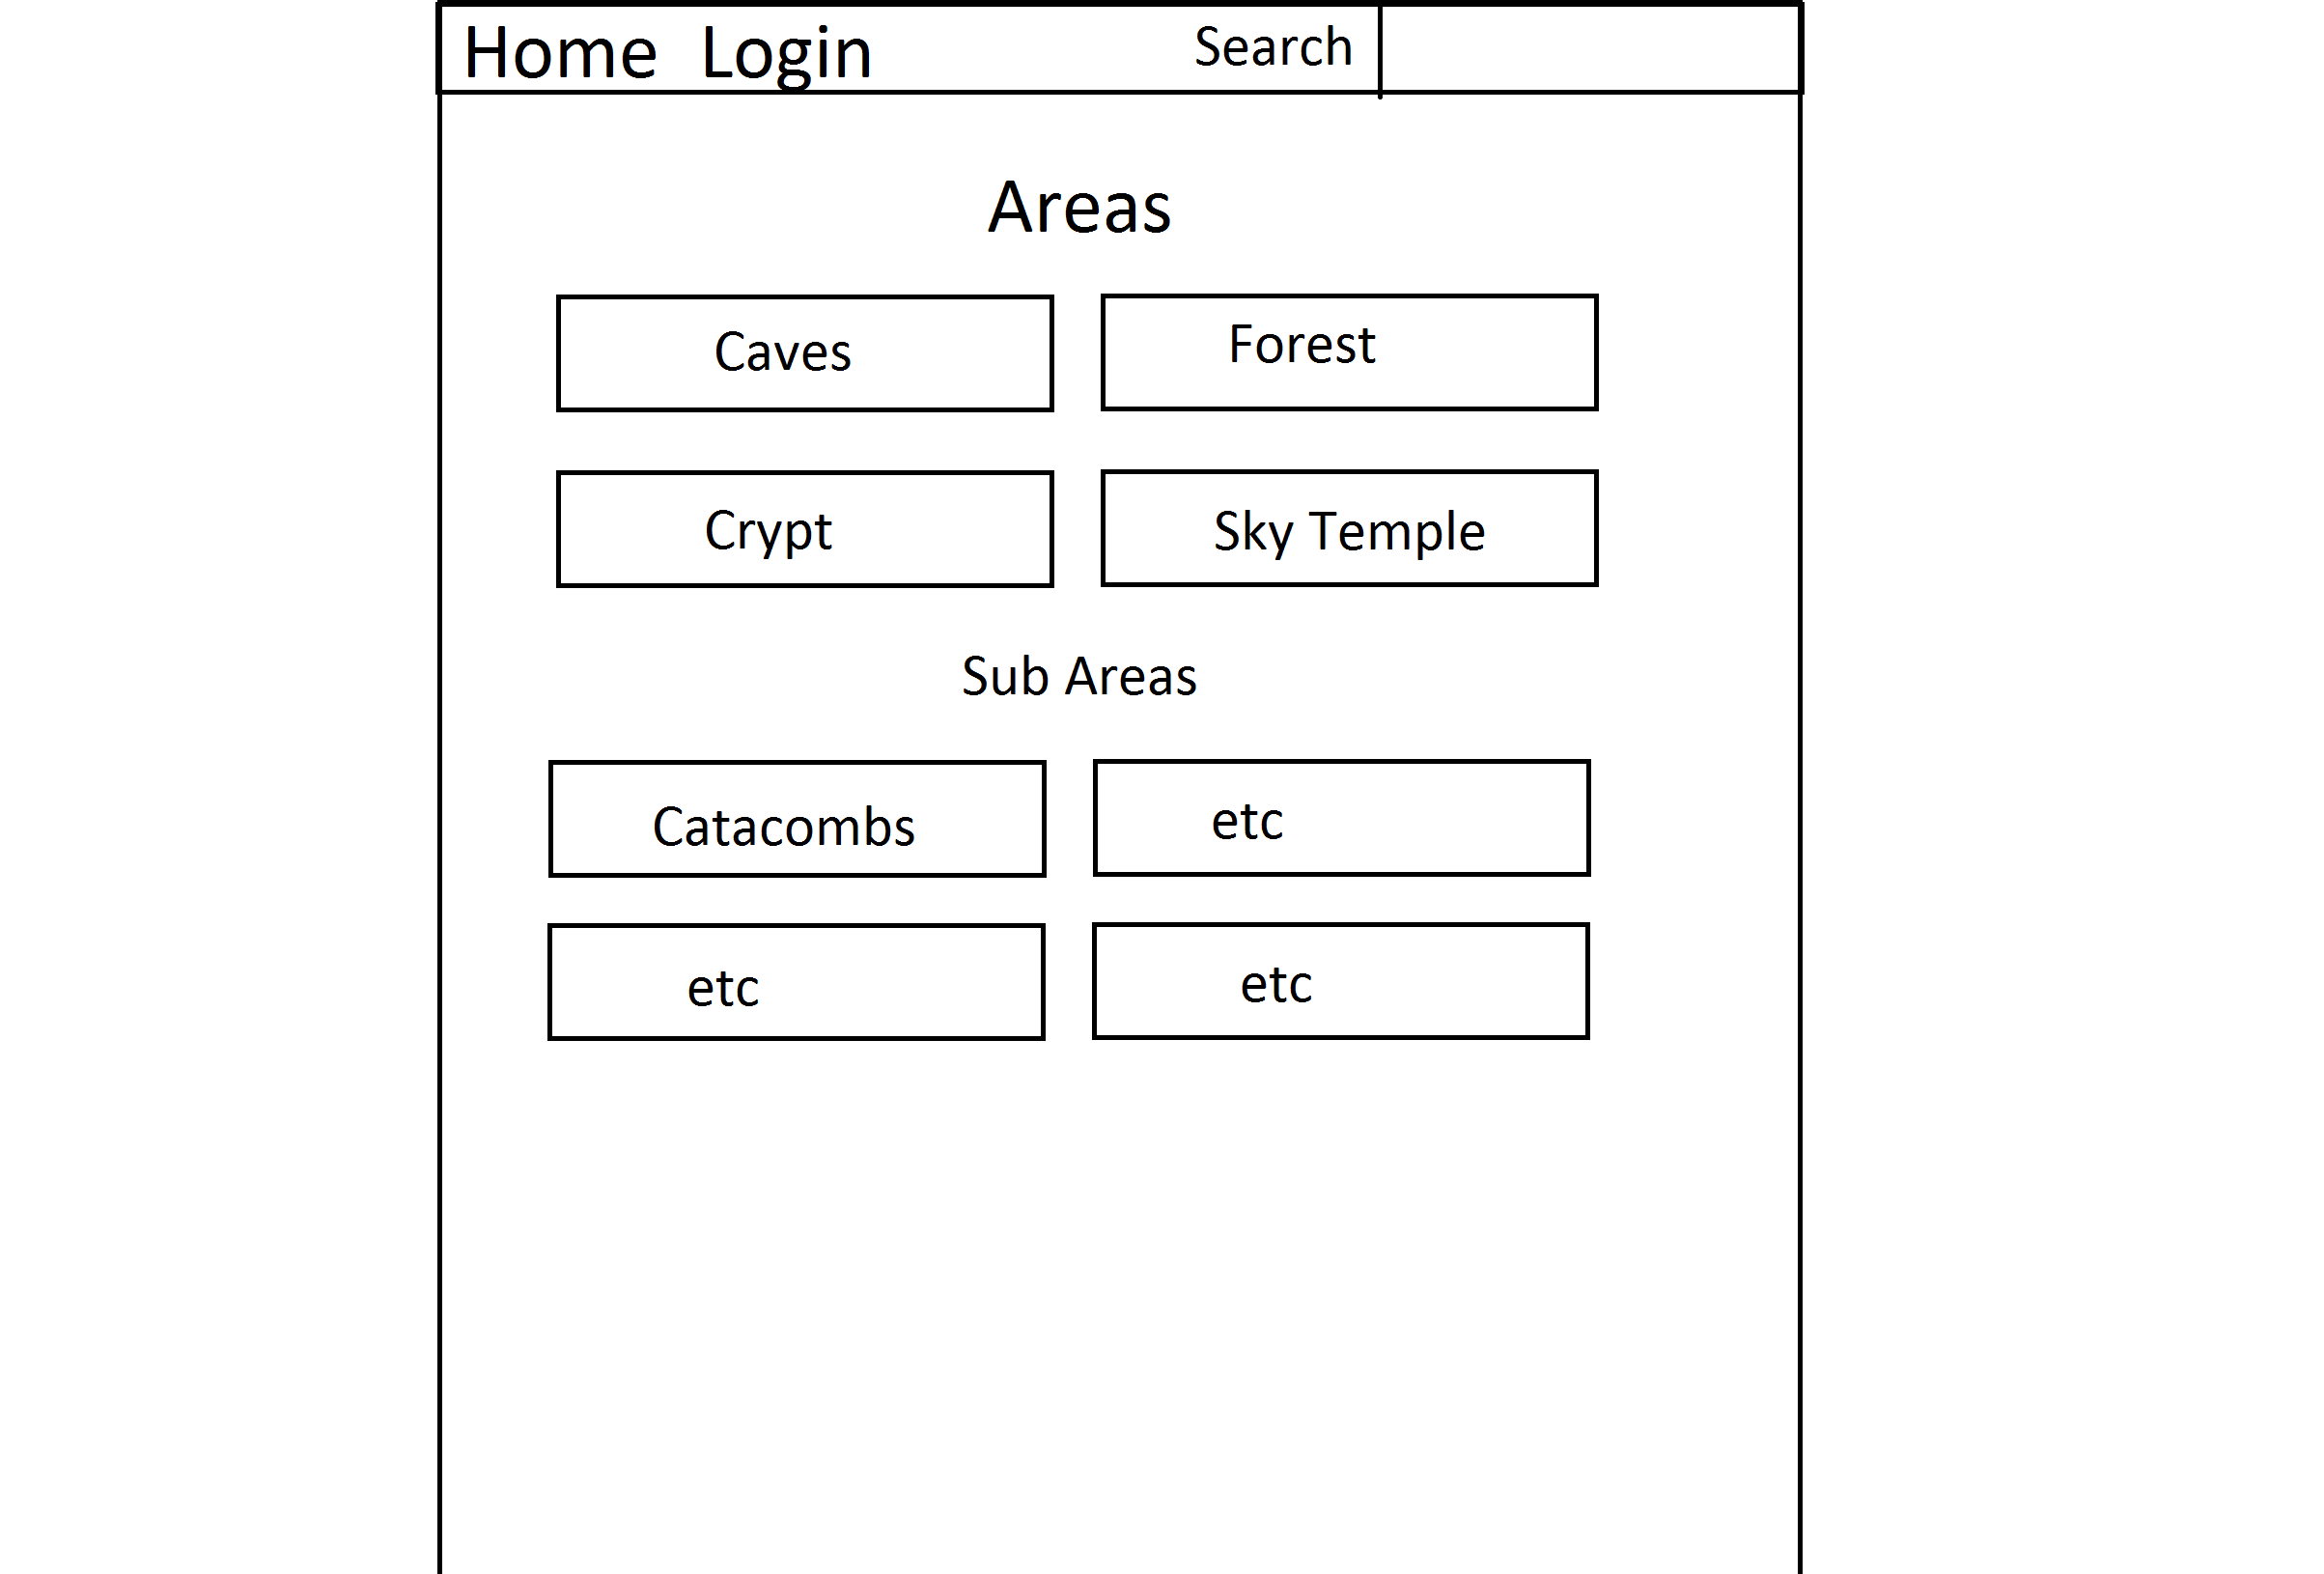 Home Login Search
Areas
Caves Forest
Crypt Sky Temple
Sub Areas
Catacombs etc
etc etc